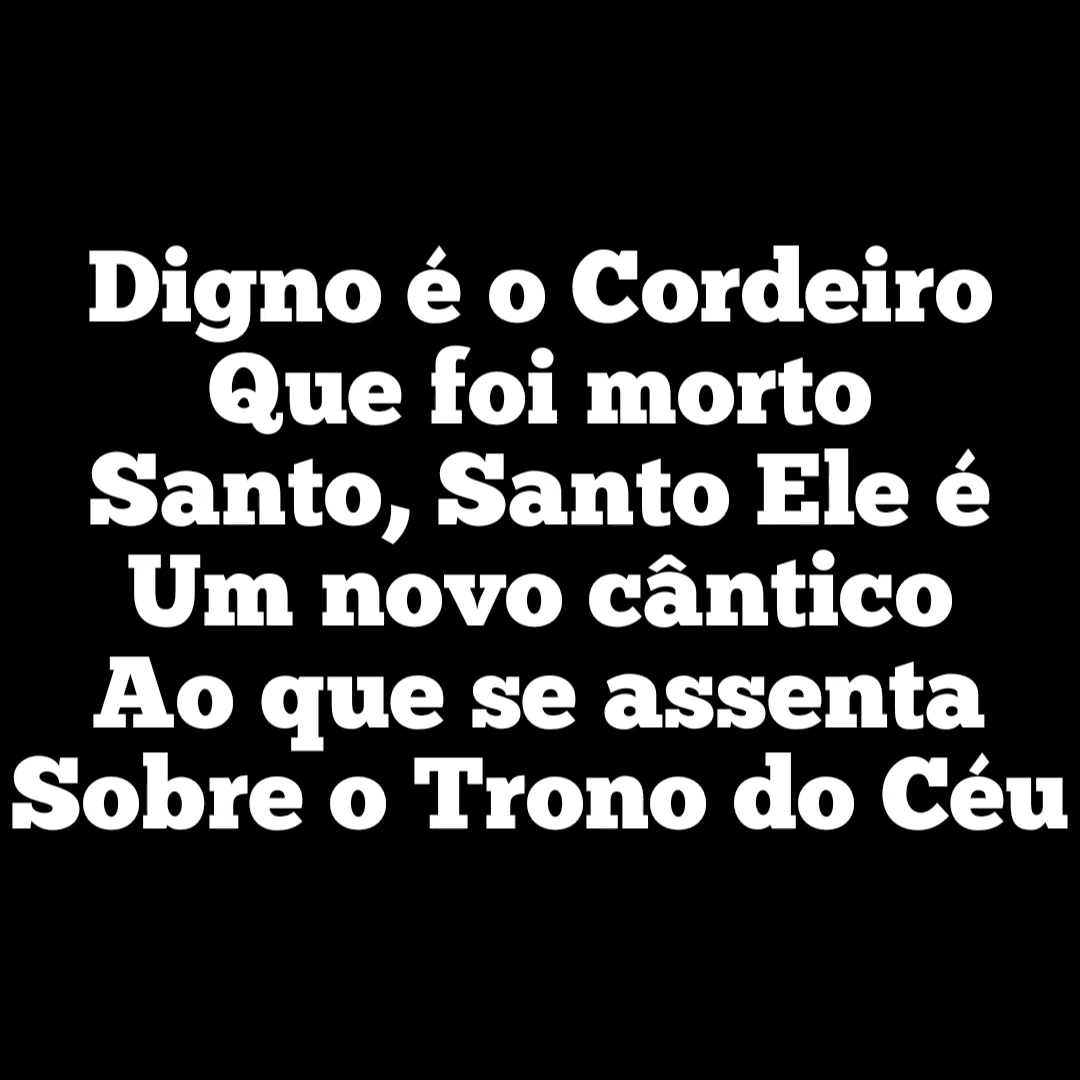 Digno é o Cordeiro
Que foi morto
Santo, Santo Ele é
Um novo cântico
Ao que se assenta
Sobre o Trono do Céu